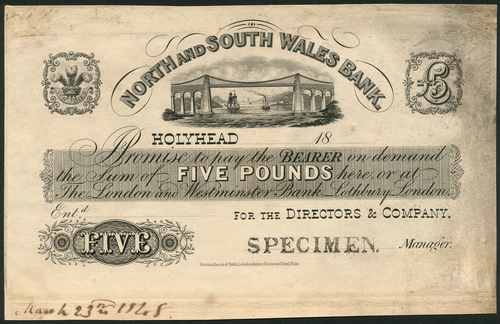 NORTH AND SOUTH WALES BANK.
£5
HOLYHEAD 18
Promise to pay the BEARER on demand
the Sum of FIVE POUNDS here, or at
The London and Westminster Bank, Lothbury, London.
Ent^d
FOR THE DIRECTORS & COMPANY.
FIVE
SPECIMEN. Manager.
March 23rd